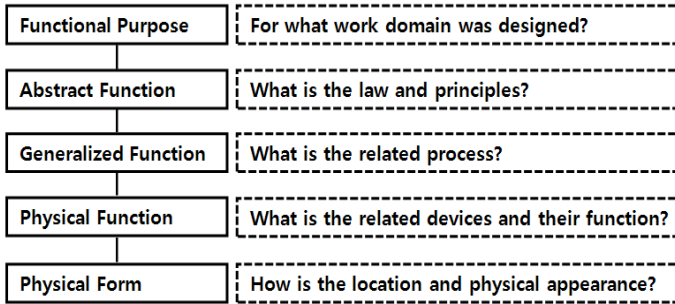 Functional Purpose For what work domain was designed?
Abstract Function What is the law and principles?
Generalized Function What is the related process?
Physical Function What is the related devices and their function?
Physical Form How is the location and physical appearance?